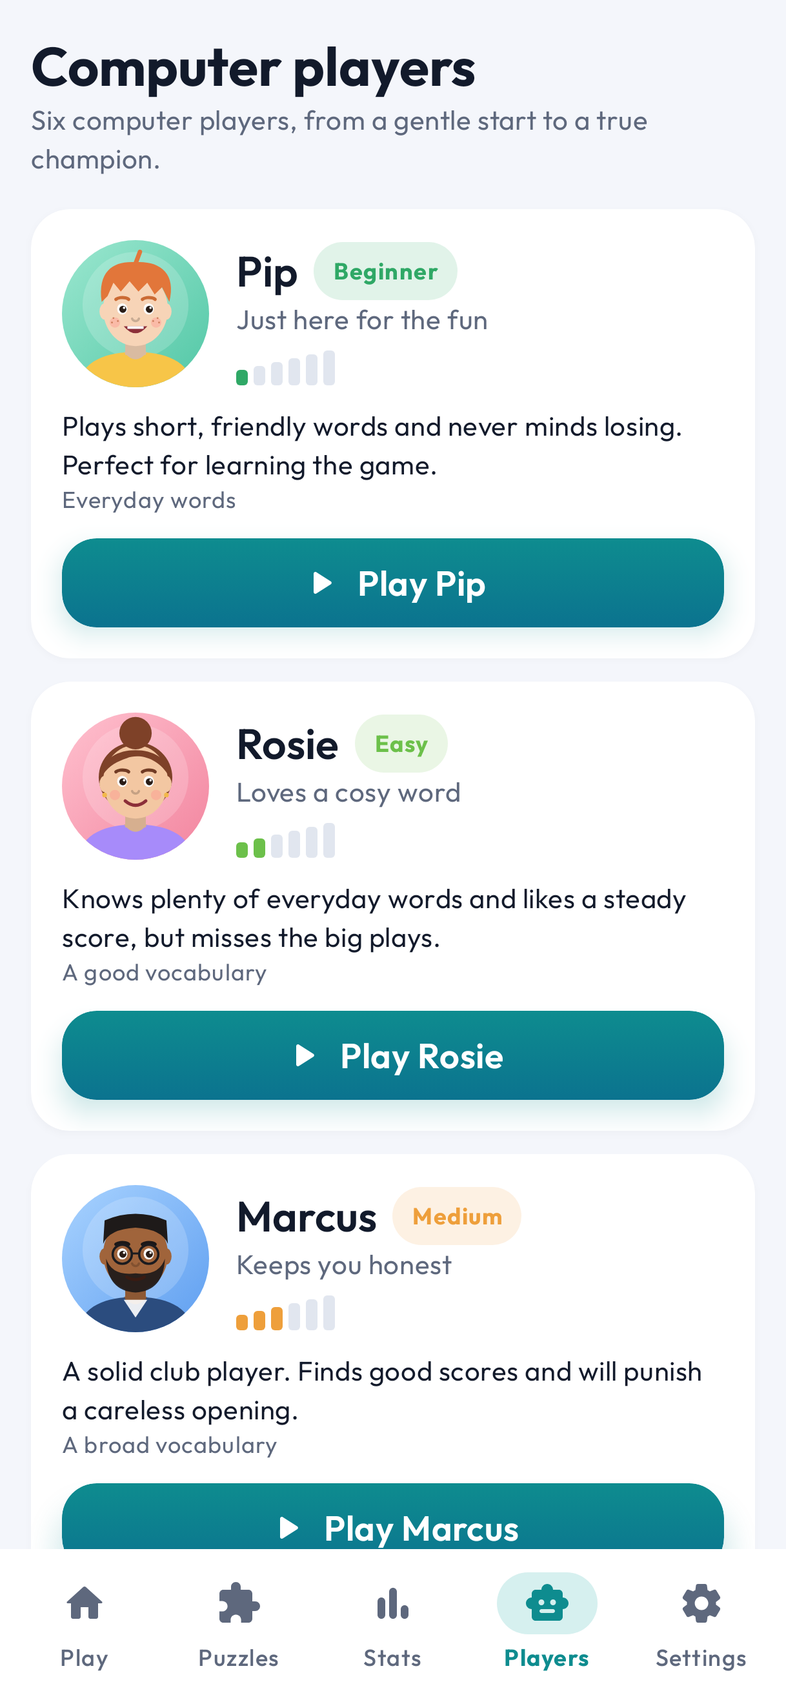 Computer players
Six computer players, from a gentle start to a true
champion.
Pip
Beginner
Just here for the fun
Plays short, friendly words and never minds losing.
Perfect for learning the game.
Everyday words
Play Pip
Rosie
Easy
Loves a cosy word
Knows plenty of everyday words and likes a steady
score, but misses the big plays.
A good vocabulary
Play Rosie
Marcus
Medium
Keeps you honest
A solid club player. Finds good scores and will punish
a careless opening.
A broad vocabulary
Play Marcus
Play
Puzzles
Stats
Players
Settings